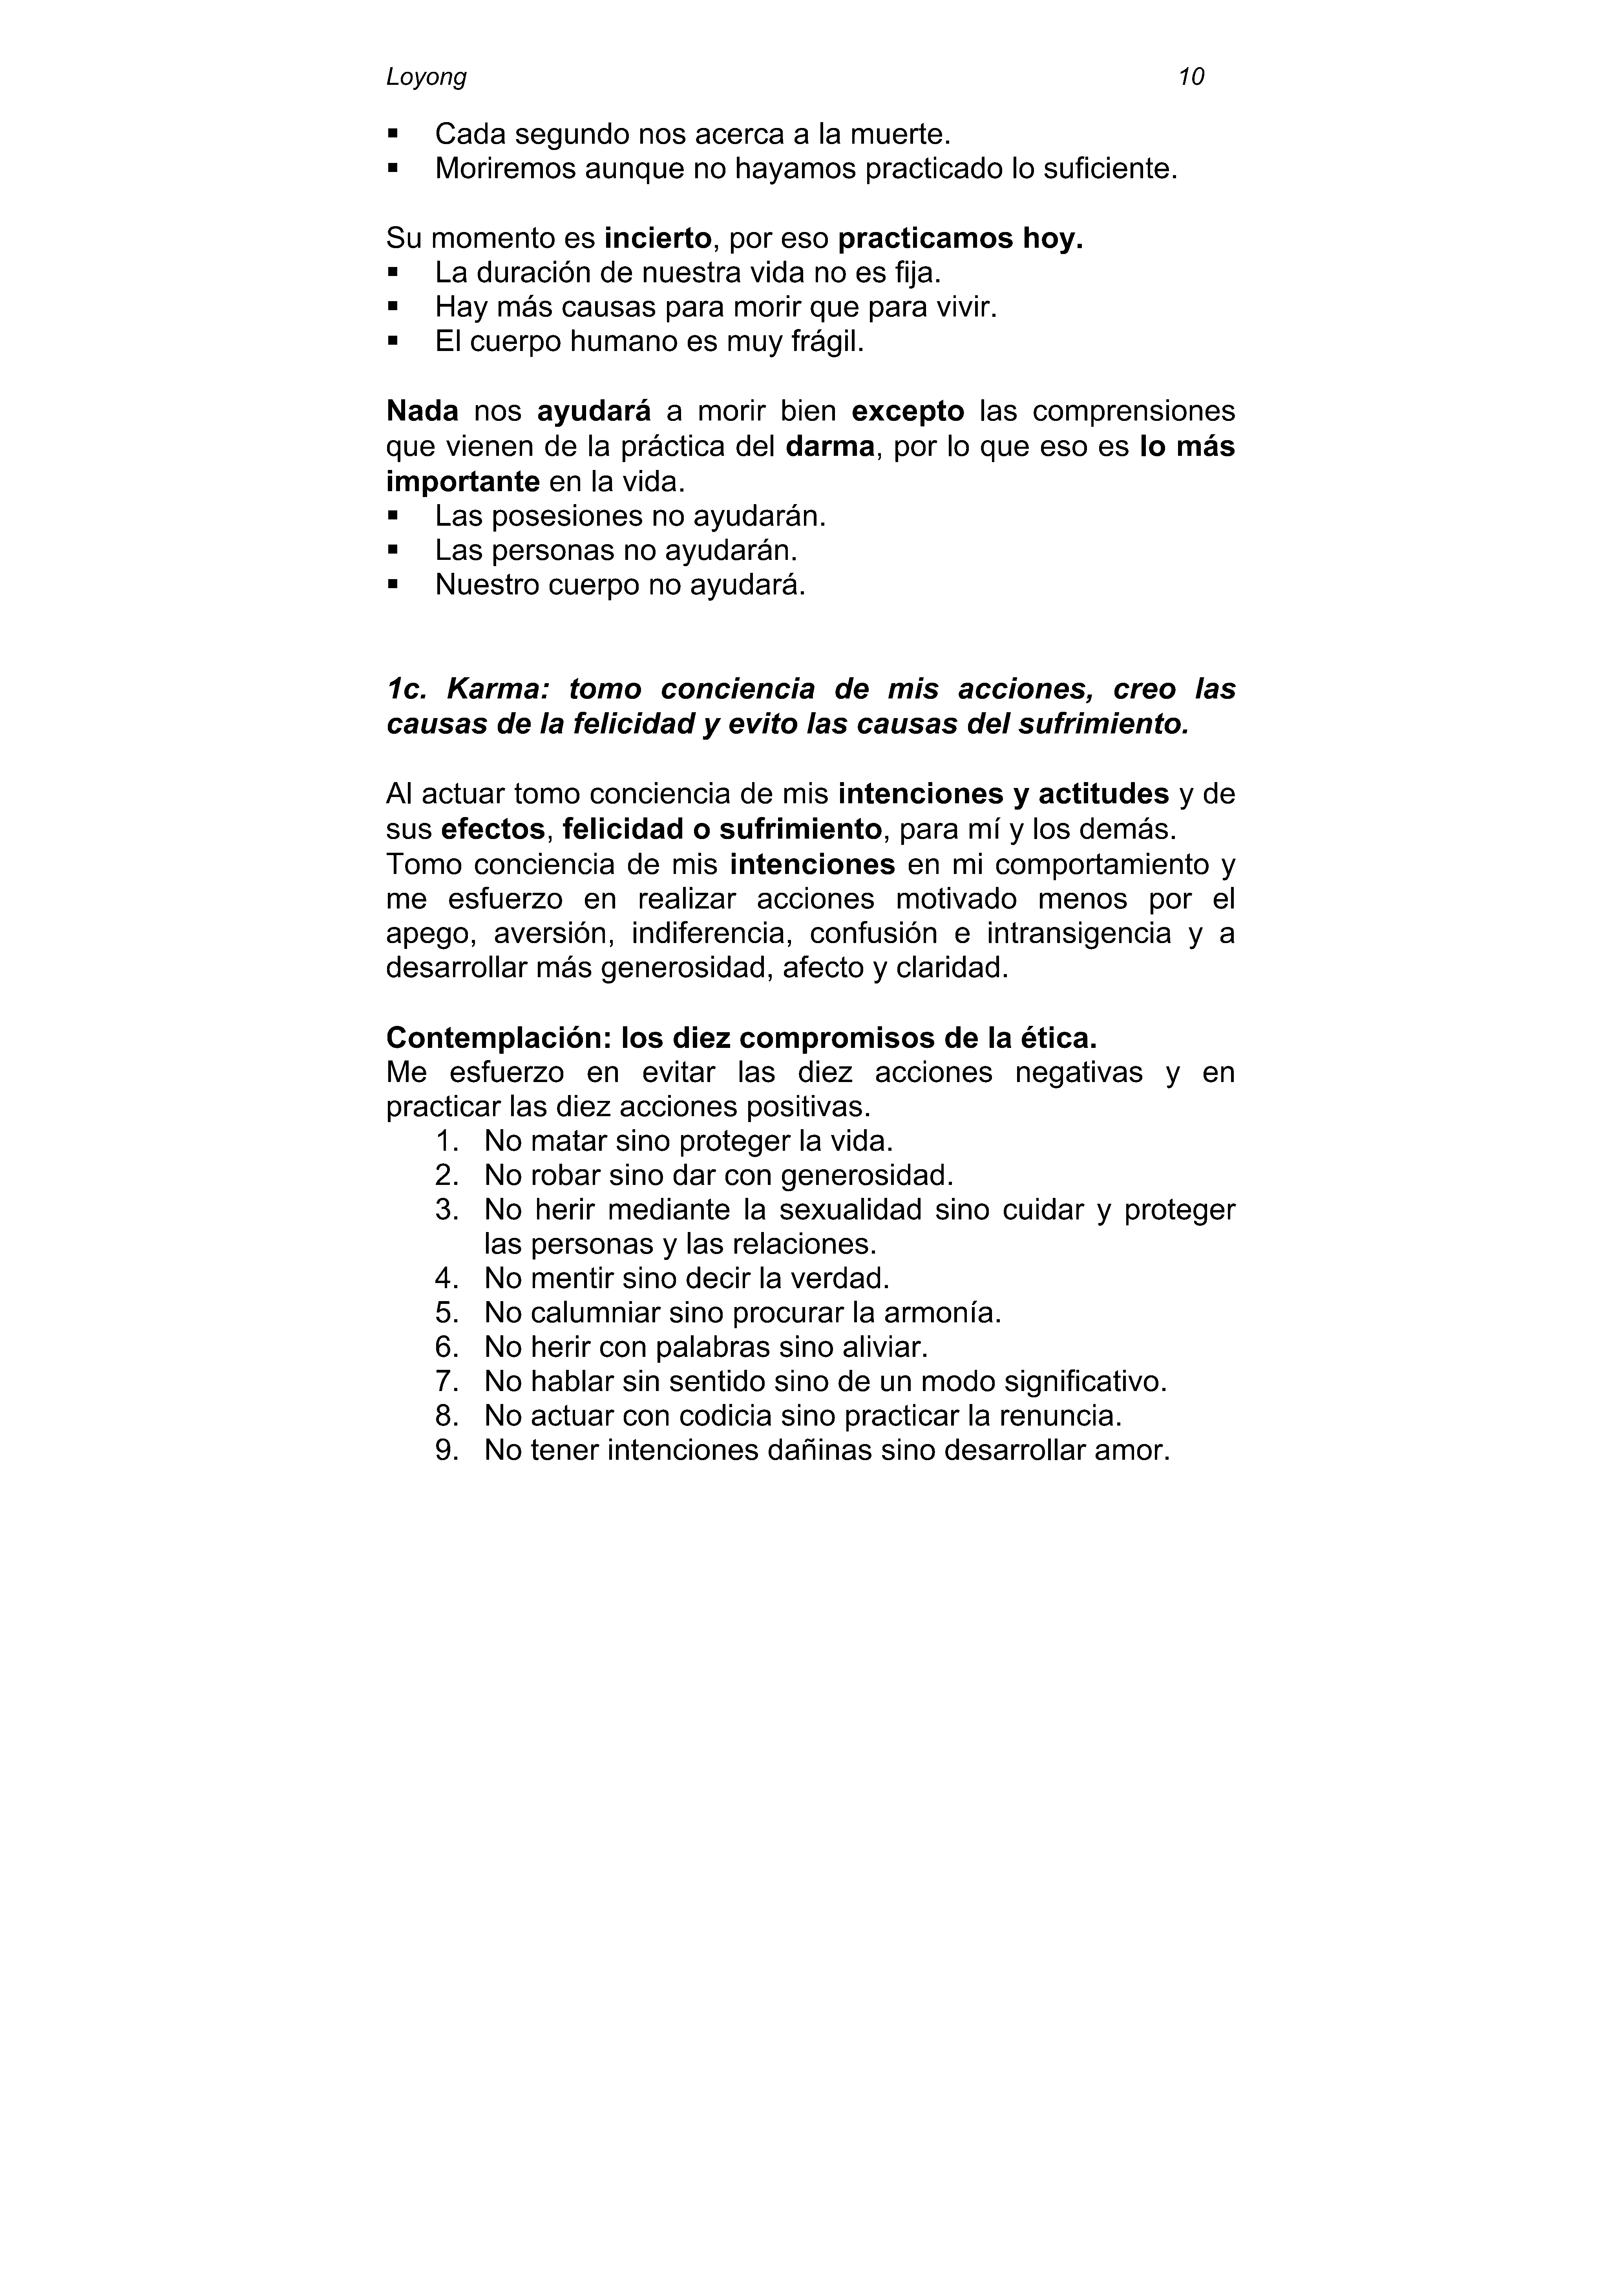 Loyong 10
▪ Cada segundo nos acerca a la muerte.
▪ Moriremos aunque no hayamos practicado lo suficiente.
Su momento es incierto, por eso practicamos hoy.
▪ La duración de nuestra vida no es fija.
▪ Hay más causas para morir que para vivir.
▪ El cuerpo humano es muy frágil.
Nada nos ayudará a morir bien excepto las comprensiones
que vienen de la práctica del darma, por lo que eso es lo más
importante en la vida.
▪ Las posesiones no ayudarán.
▪ Las personas no ayudarán.
▪ Nuestro cuerpo no ayudará.
1c. Karma: tomo conciencia de mis acciones, creo las
causas de la felicidad y evito las causas del sufrimiento.
Al actuar tomo conciencia de mis intenciones y actitudes y de
sus efectos, felicidad o sufrimiento, para mí y los demás.
Tomo conciencia de mis intenciones en mi comportamiento y
me esfuerzo en realizar acciones motivado menos por el
apego, aversión, indiferencia, confusión e intransigencia y a
desarrollar más generosidad, afecto y claridad.
Contemplación: los diez compromisos de la ética.
Me esfuerzo en evitar las diez acciones negativas y en
practicar las diez acciones positivas.
1. No matar sino proteger la vida.
2. No robar sino dar con generosidad.
3. No herir mediante la sexualidad sino cuidar y proteger
las personas y las relaciones.
4. No mentir sino decir la verdad.
5. No calumniar sino procurar la armonía.
6. No herir con palabras sino aliviar.
7. No hablar sin sentido sino de un modo significativo.
8. No actuar con codicia sino practicar la renuncia.
9. No tener intenciones dañinas sino desarrollar amor.